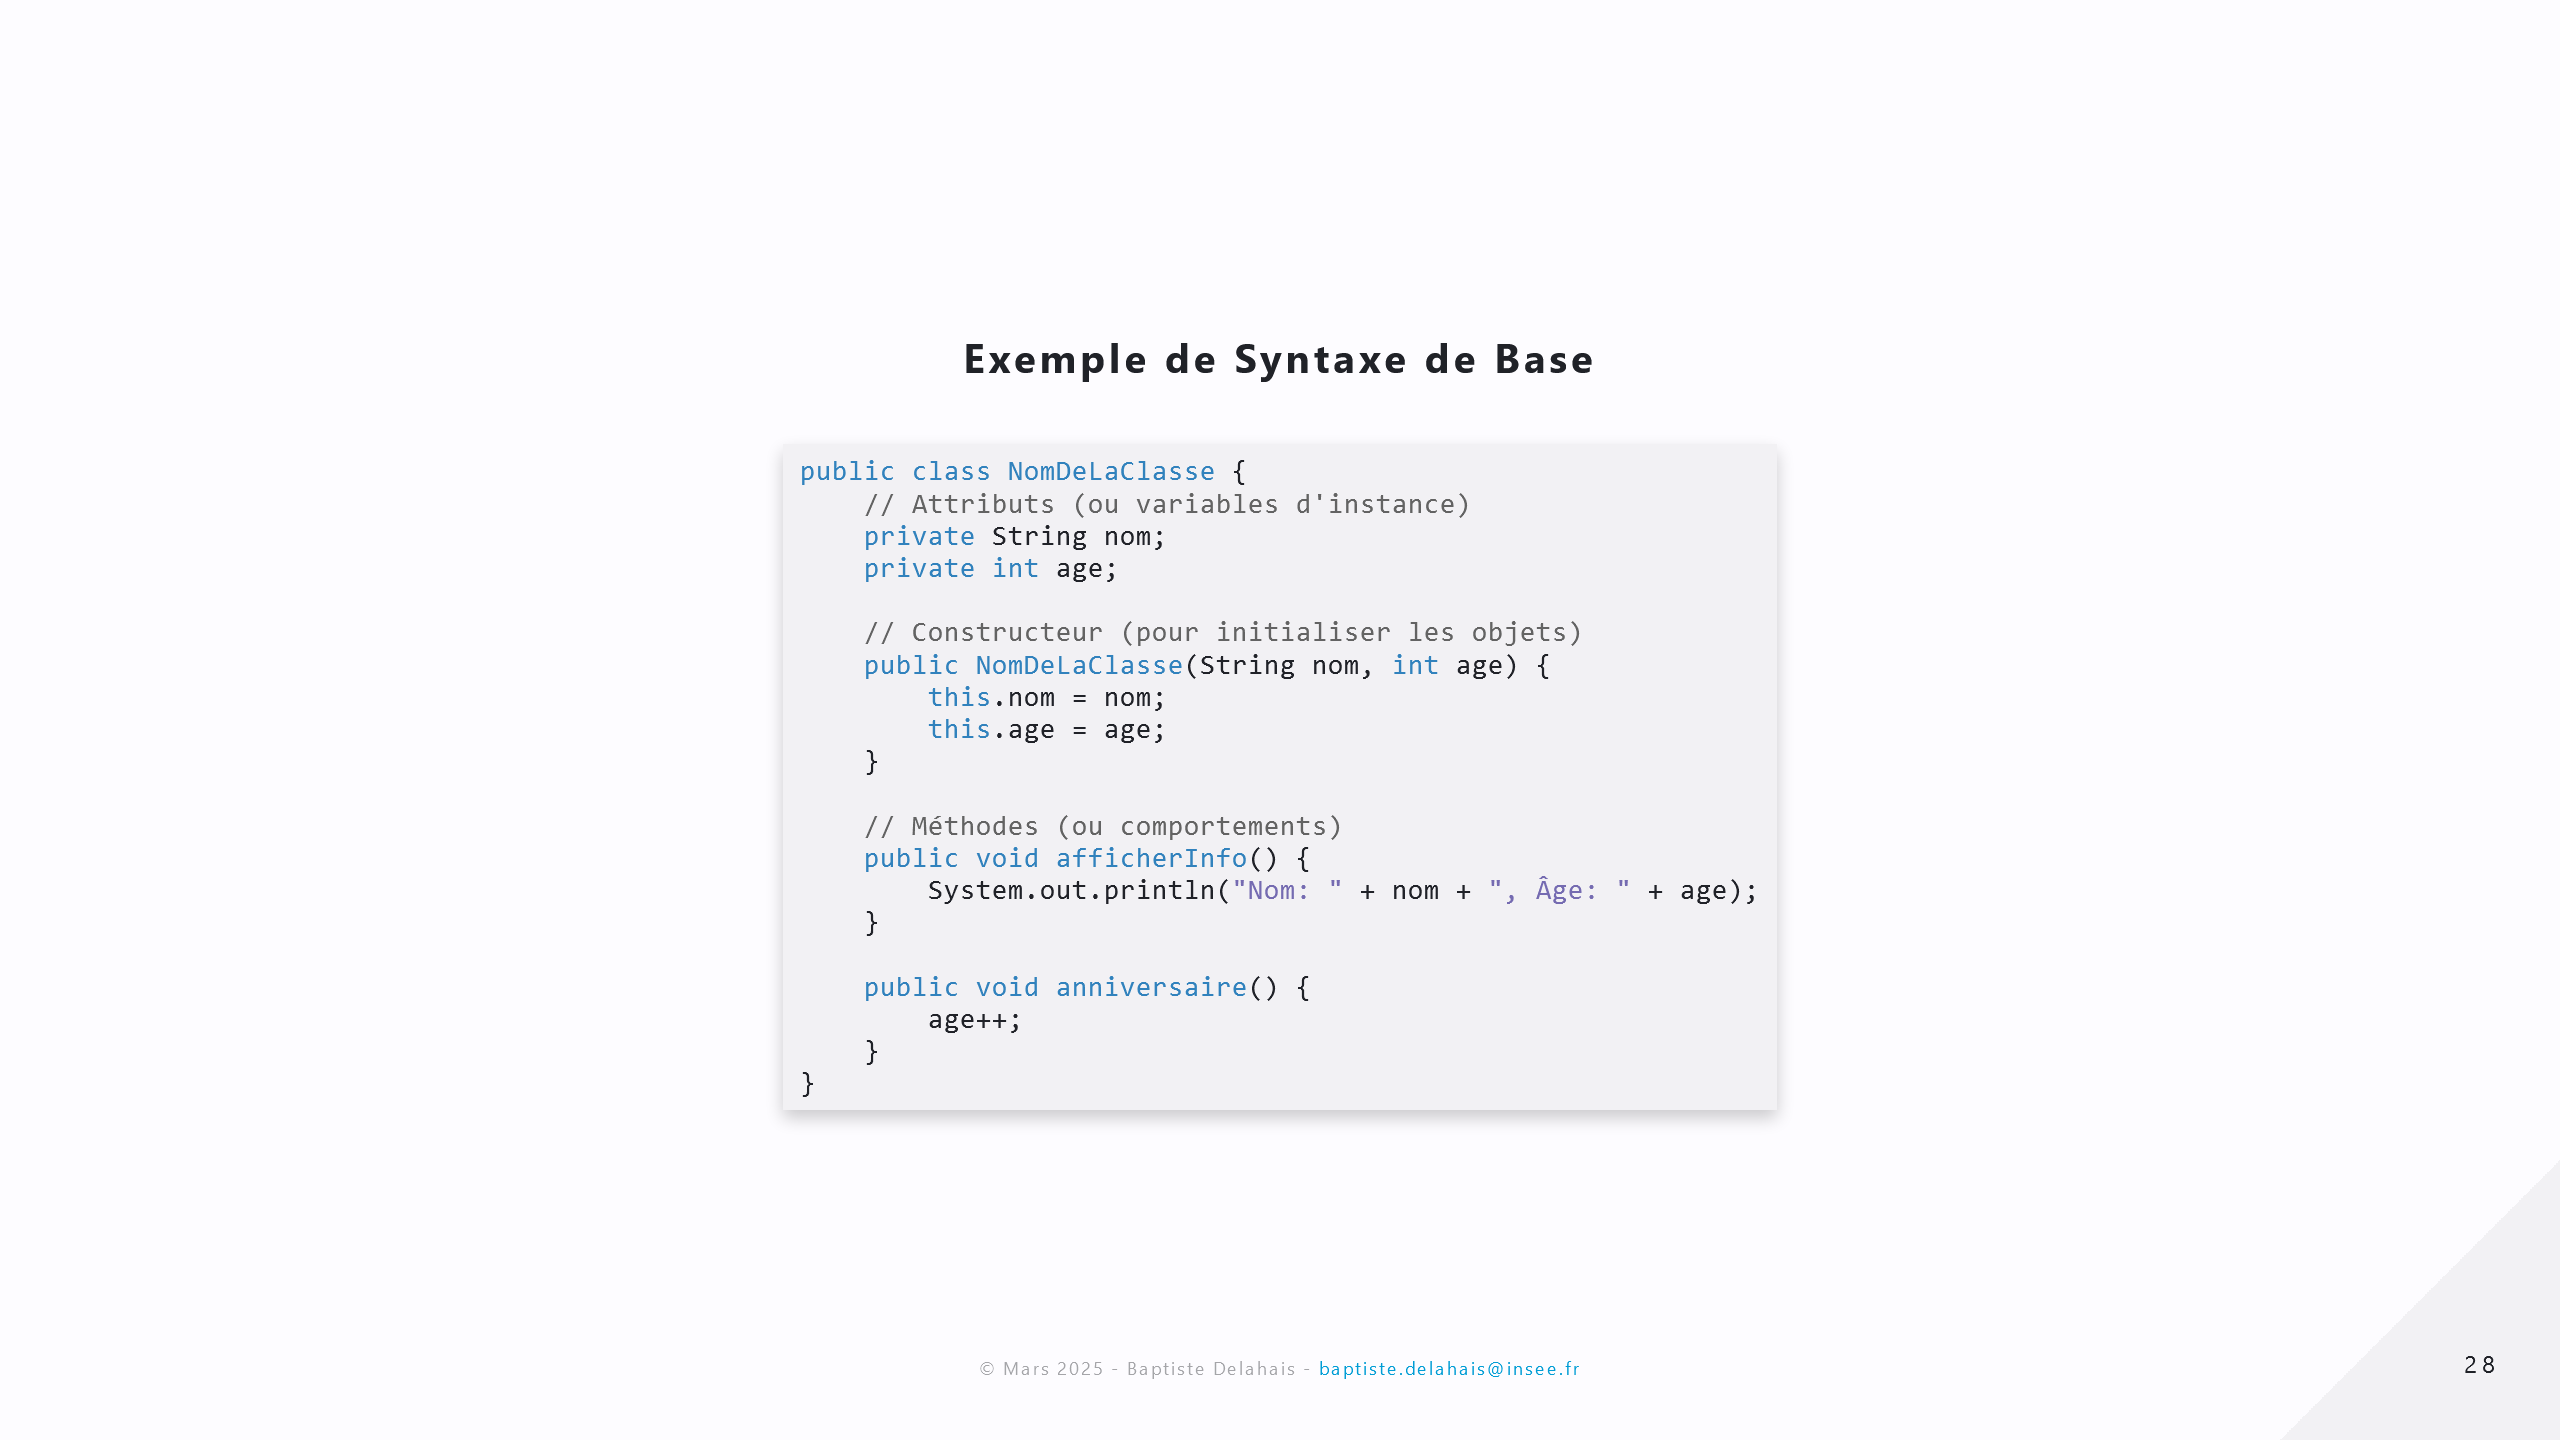 Exemple de Syntaxe de Base
public class NomDeLaClasse {
    // Attributs (ou variables d'instance)
    private String nom;
    private int age;

    // Constructeur (pour initialiser les objets)
    public NomDeLaClasse(String nom, int age) {
        this.nom = nom;
        this.age = age;
    }

    // Méthodes (ou comportements)
    public void afficherInfo() {
        System.out.println("Nom: " + nom + ", Âge: " + age);
    }

    public void anniversaire() {
        age++;
    }
}
© Mars 2025 - Baptiste Delahais - baptiste.delahais@insee.fr
28